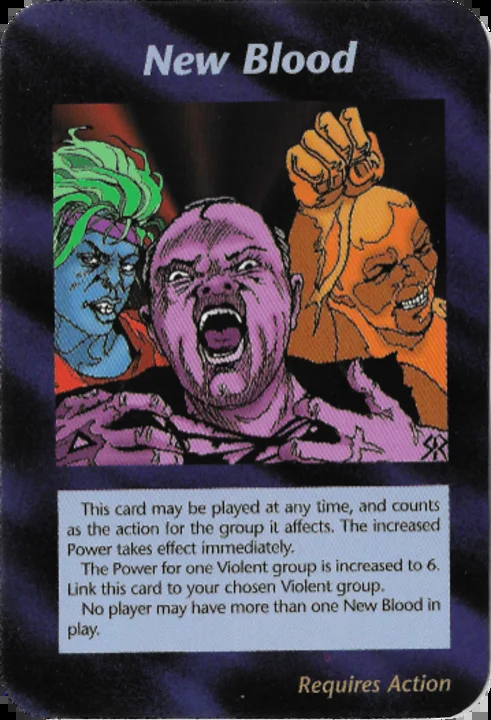 New Blood
This card may be played at any time, and counts
as the action for the group it affects. The increased
Power takes effect immediately.
The Power for one Violent group is increased to 6.
Link this card to your chosen Violent group.
No player may have more than one New Blood in
play.
Requires Action